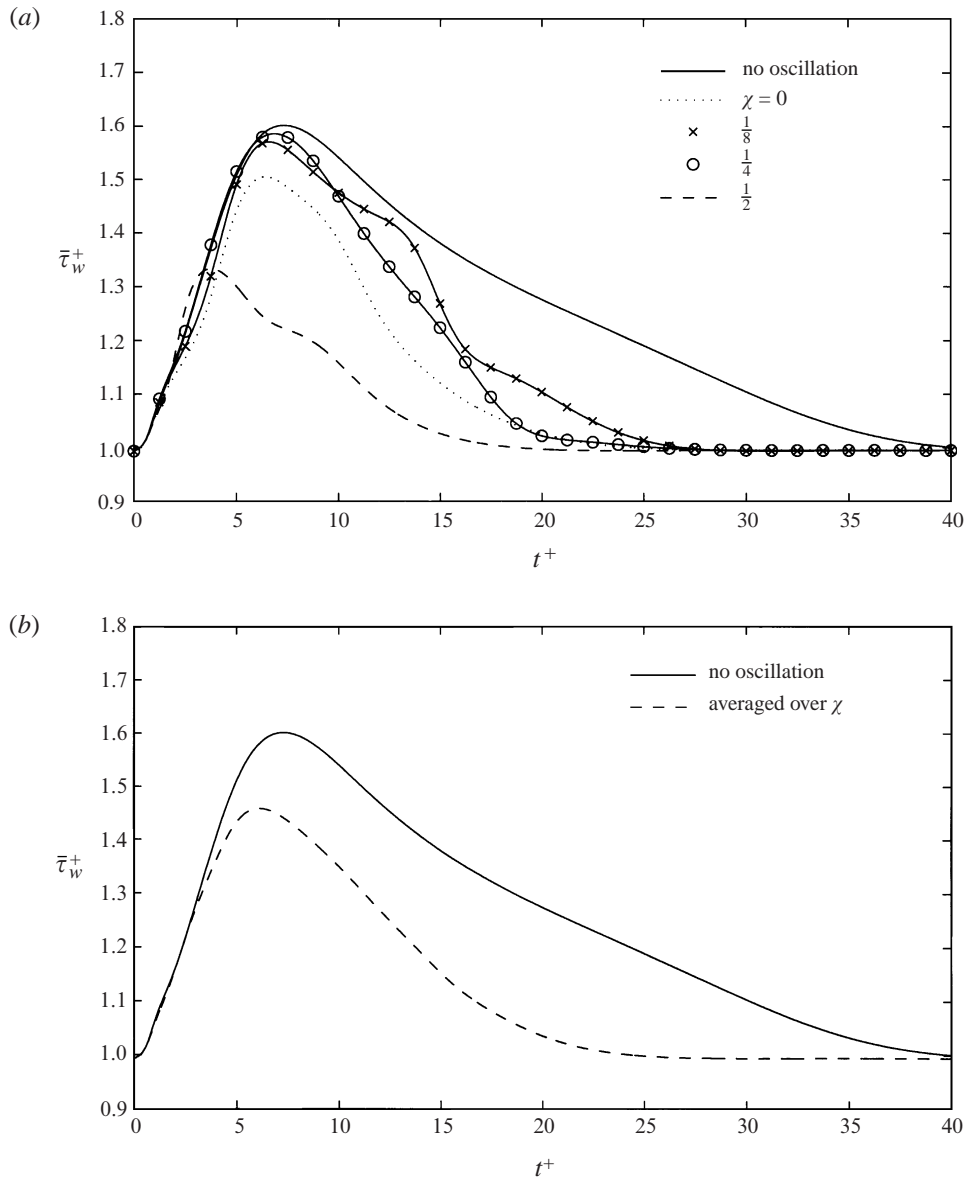 (a)
1.8
1.7
1.6
1.5
1.4
1.3
1.2
1.1
1.0
0.9
τ̄w+
no oscillation
χ = 0
1/8
1/4
1/2
0 5 10 15 20 25 30 35 40
t+
(b)
1.8
1.7
1.6
1.5
1.4
1.3
1.2
1.1
1.0
0.9
τ̄w+
no oscillation
averaged over χ
0 5 10 15 20 25 30 35 40
t+